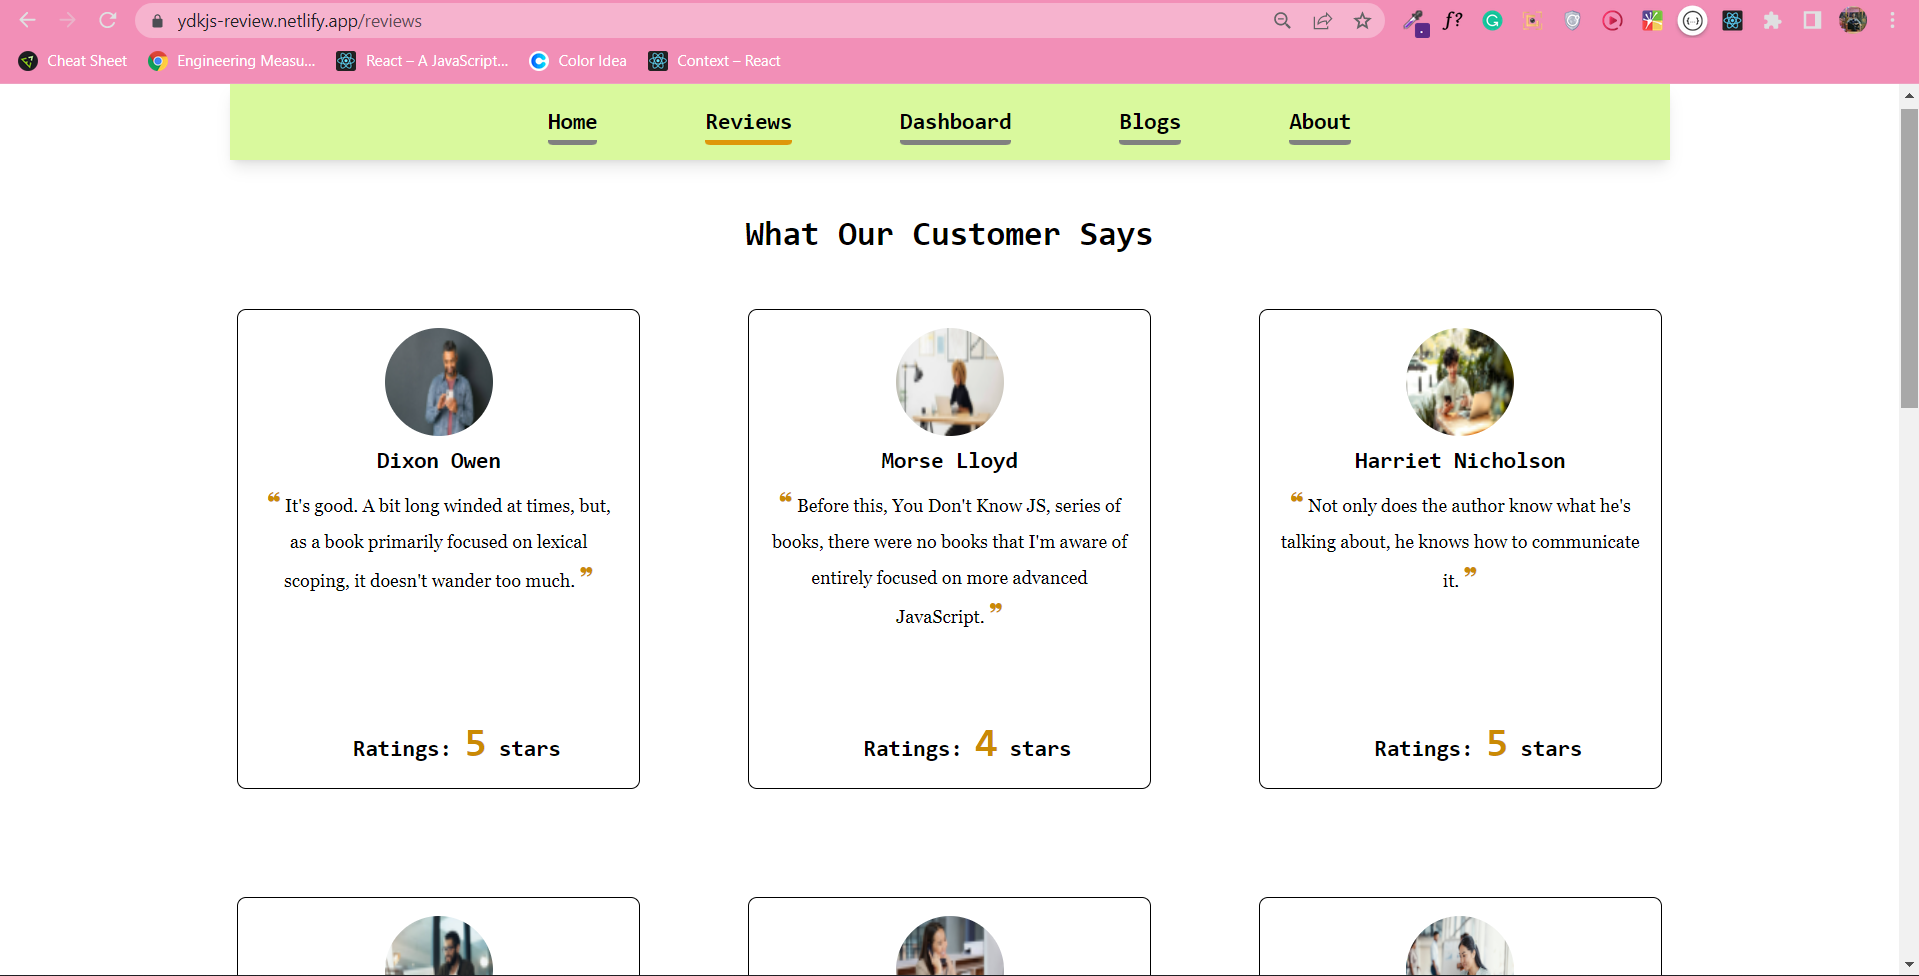 ydkjs-review.netlify.app/reviews
f?
Cheat Sheet
Engineering Measu...
React – A JavaScript...
Color Idea
Context – React
Home
Reviews
Dashboard
Blogs
About
What Our Customer Says
Dixon Owen
❝ It's good. A bit long winded at times, but,
as a book primarily focused on lexical
scoping, it doesn't wander too much. ❞
Ratings: 5 stars
Morse Lloyd
❝ Before this, You Don't Know JS, series of
books, there were no books that I'm aware of
entirely focused on more advanced
JavaScript. ❞
Ratings: 4 stars
Harriet Nicholson
❝ Not only does the author know what he's
talking about, he knows how to communicate
it. ❞
Ratings: 5 stars